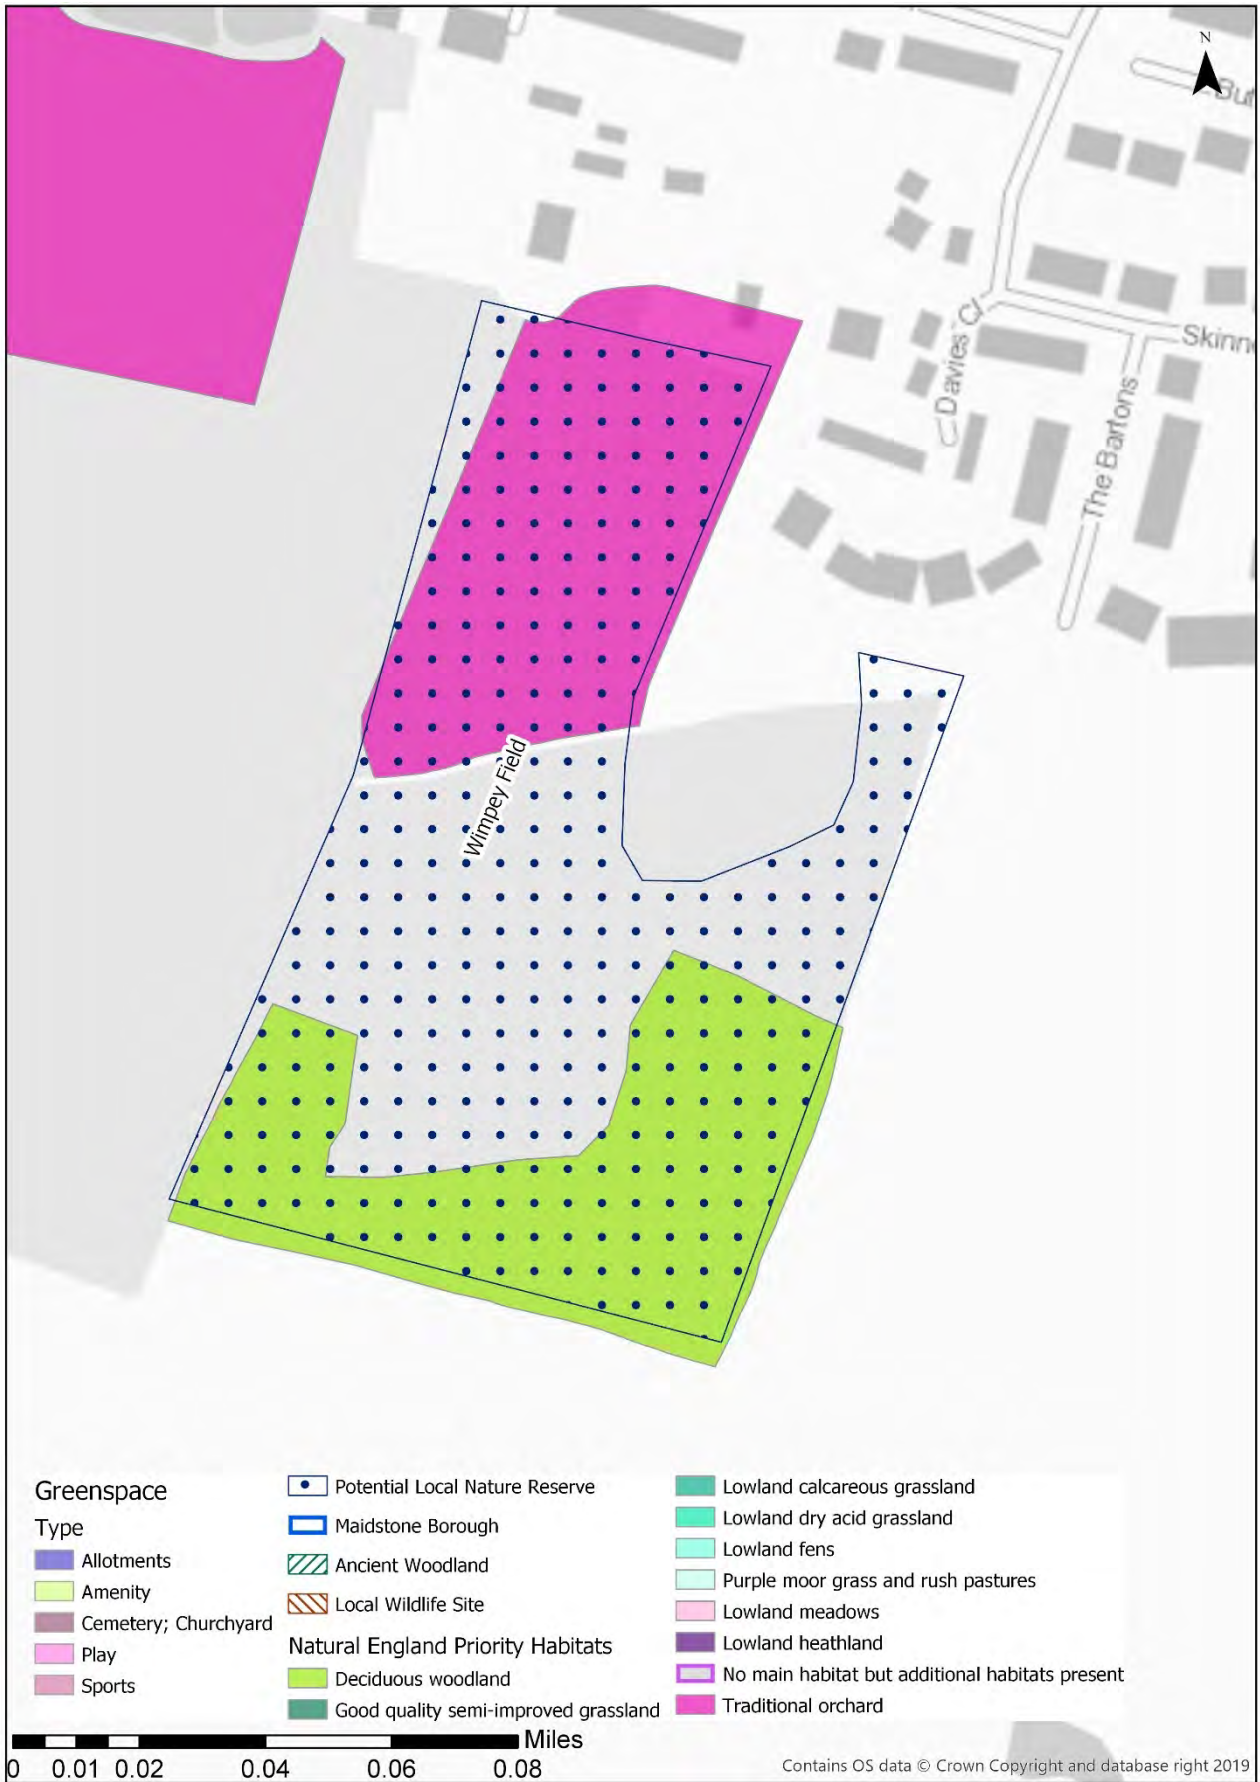 N
Davies Cl
Skinn
The Bartons
Wimpey Field
Greenspace
Type
Allotments
Amenity
Cemetery; Churchyard
Play
Sports
Potential Local Nature Reserve
Maidstone Borough
Ancient Woodland
Local Wildlife Site
Natural England Priority Habitats
Deciduous woodland
Good quality semi-improved grassland
Lowland calcareous grassland
Lowland dry acid grassland
Lowland fens
Purple moor grass and rush pastures
Lowland meadows
Lowland heathland
No main habitat but additional habitats present
Traditional orchard
Miles
0 0.01 0.02 0.04 0.06 0.08
Contains OS data © Crown Copyright and database right 2019